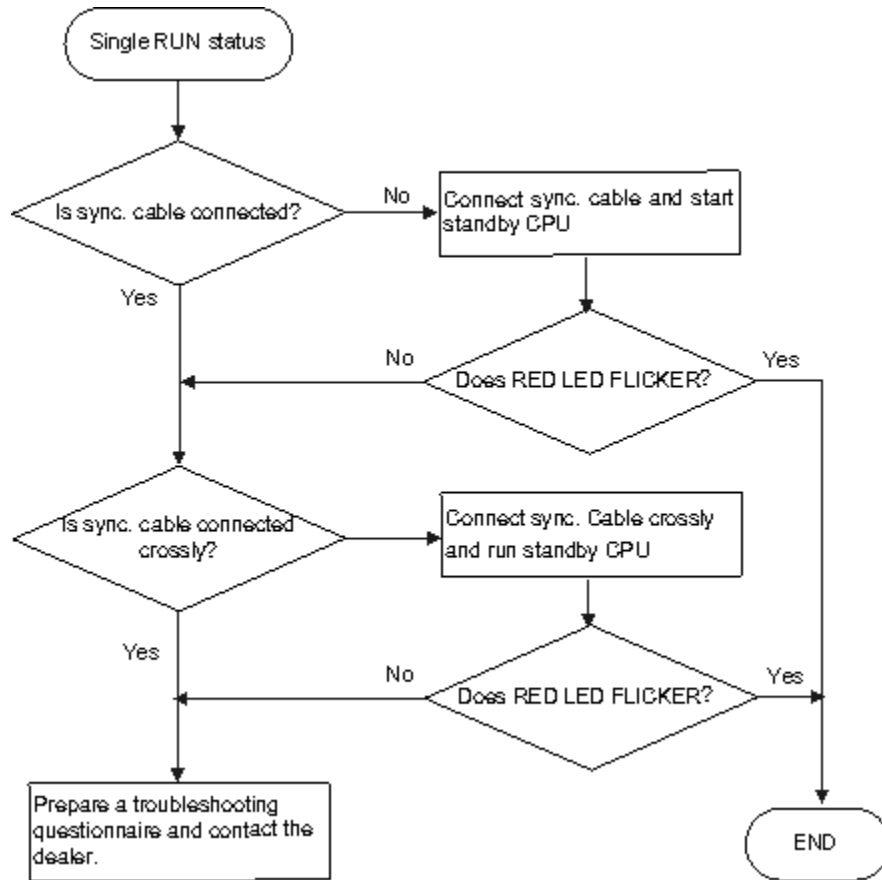 Single RUN status
Is sync. cable connected?
No
Connect sync. cable and start
standby CPU
Yes
No
Does RED LED FLICKER?
Yes
Is sync. cable connected
crossly?
Connect sync. Cable crossly
and run standby CPU
Yes
No
Does RED LED FLICKER?
Yes
Prepare a troubleshooting
questionnaire and contact the
dealer.
END